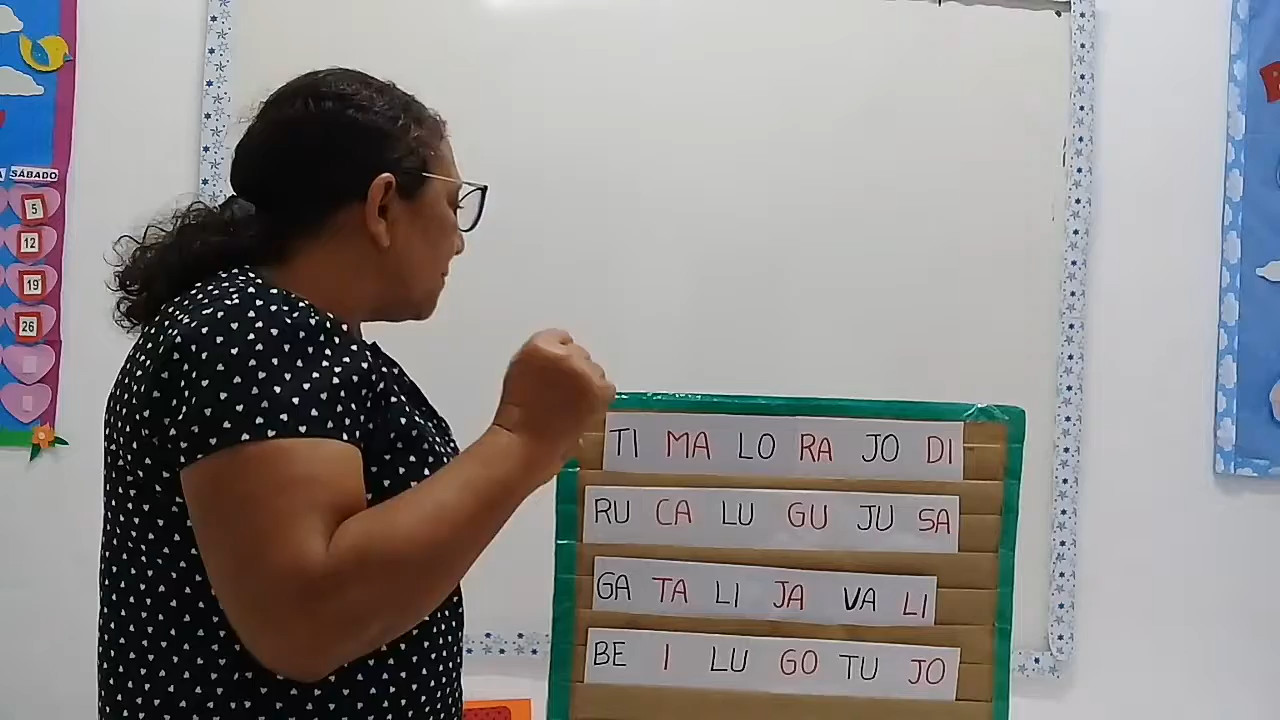 SÁBADO
5
12
19
26
TI MA LO RA JO DI
RU CA LU GU JU SA
GA TA LI JA VA LI
BE I LU GO TU JO